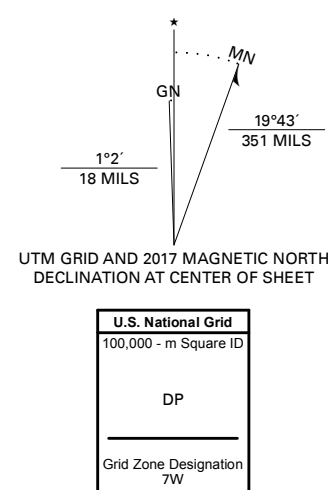 ★
MN
GN
19°43´
351 MILS
1°2´
18 MILS
UTM GRID AND 2017 MAGNETIC NORTH
DECLINATION AT CENTER OF SHEET
U.S. National Grid
100,000 - m Square ID
DP
Grid Zone Designation
7W